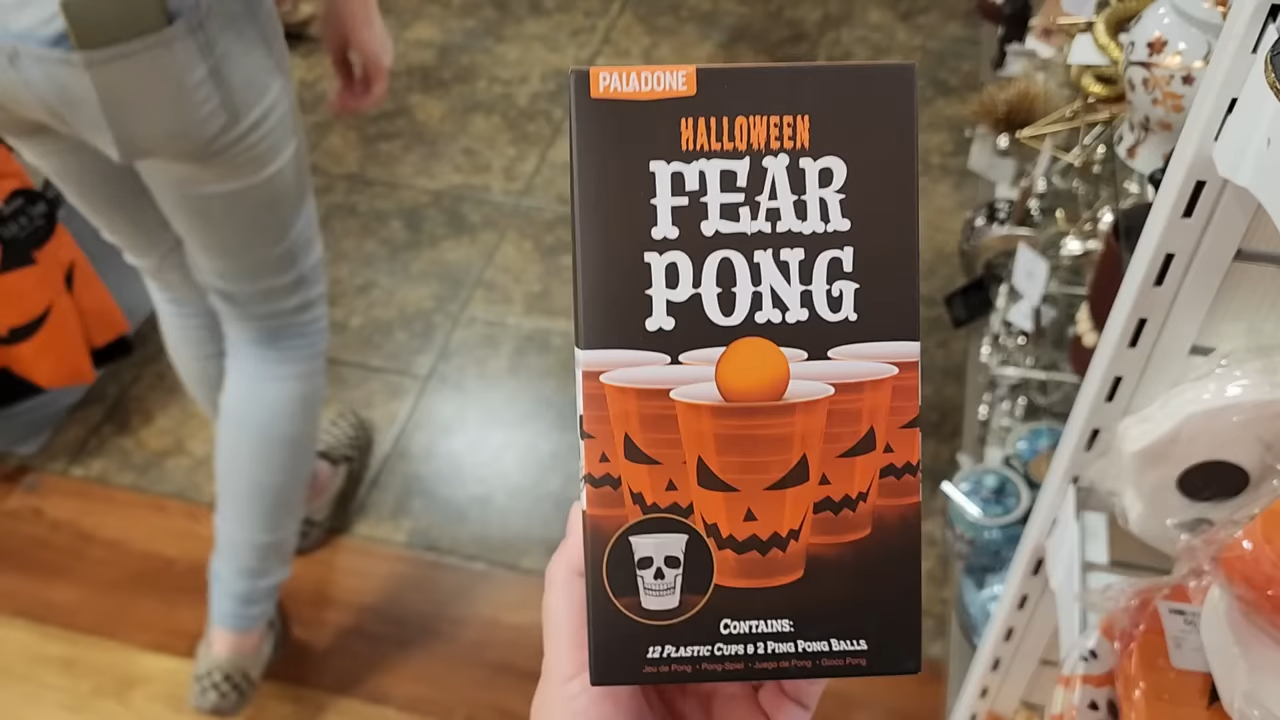 PALADONE
HALLOWEEN
FEAR
PONG
CONTAINS:
12 PLASTIC CUPS & 2 PING PONG BALLS
Jeu de Pong • Pong-Spiel • Juego de Pong • Gioco Pong